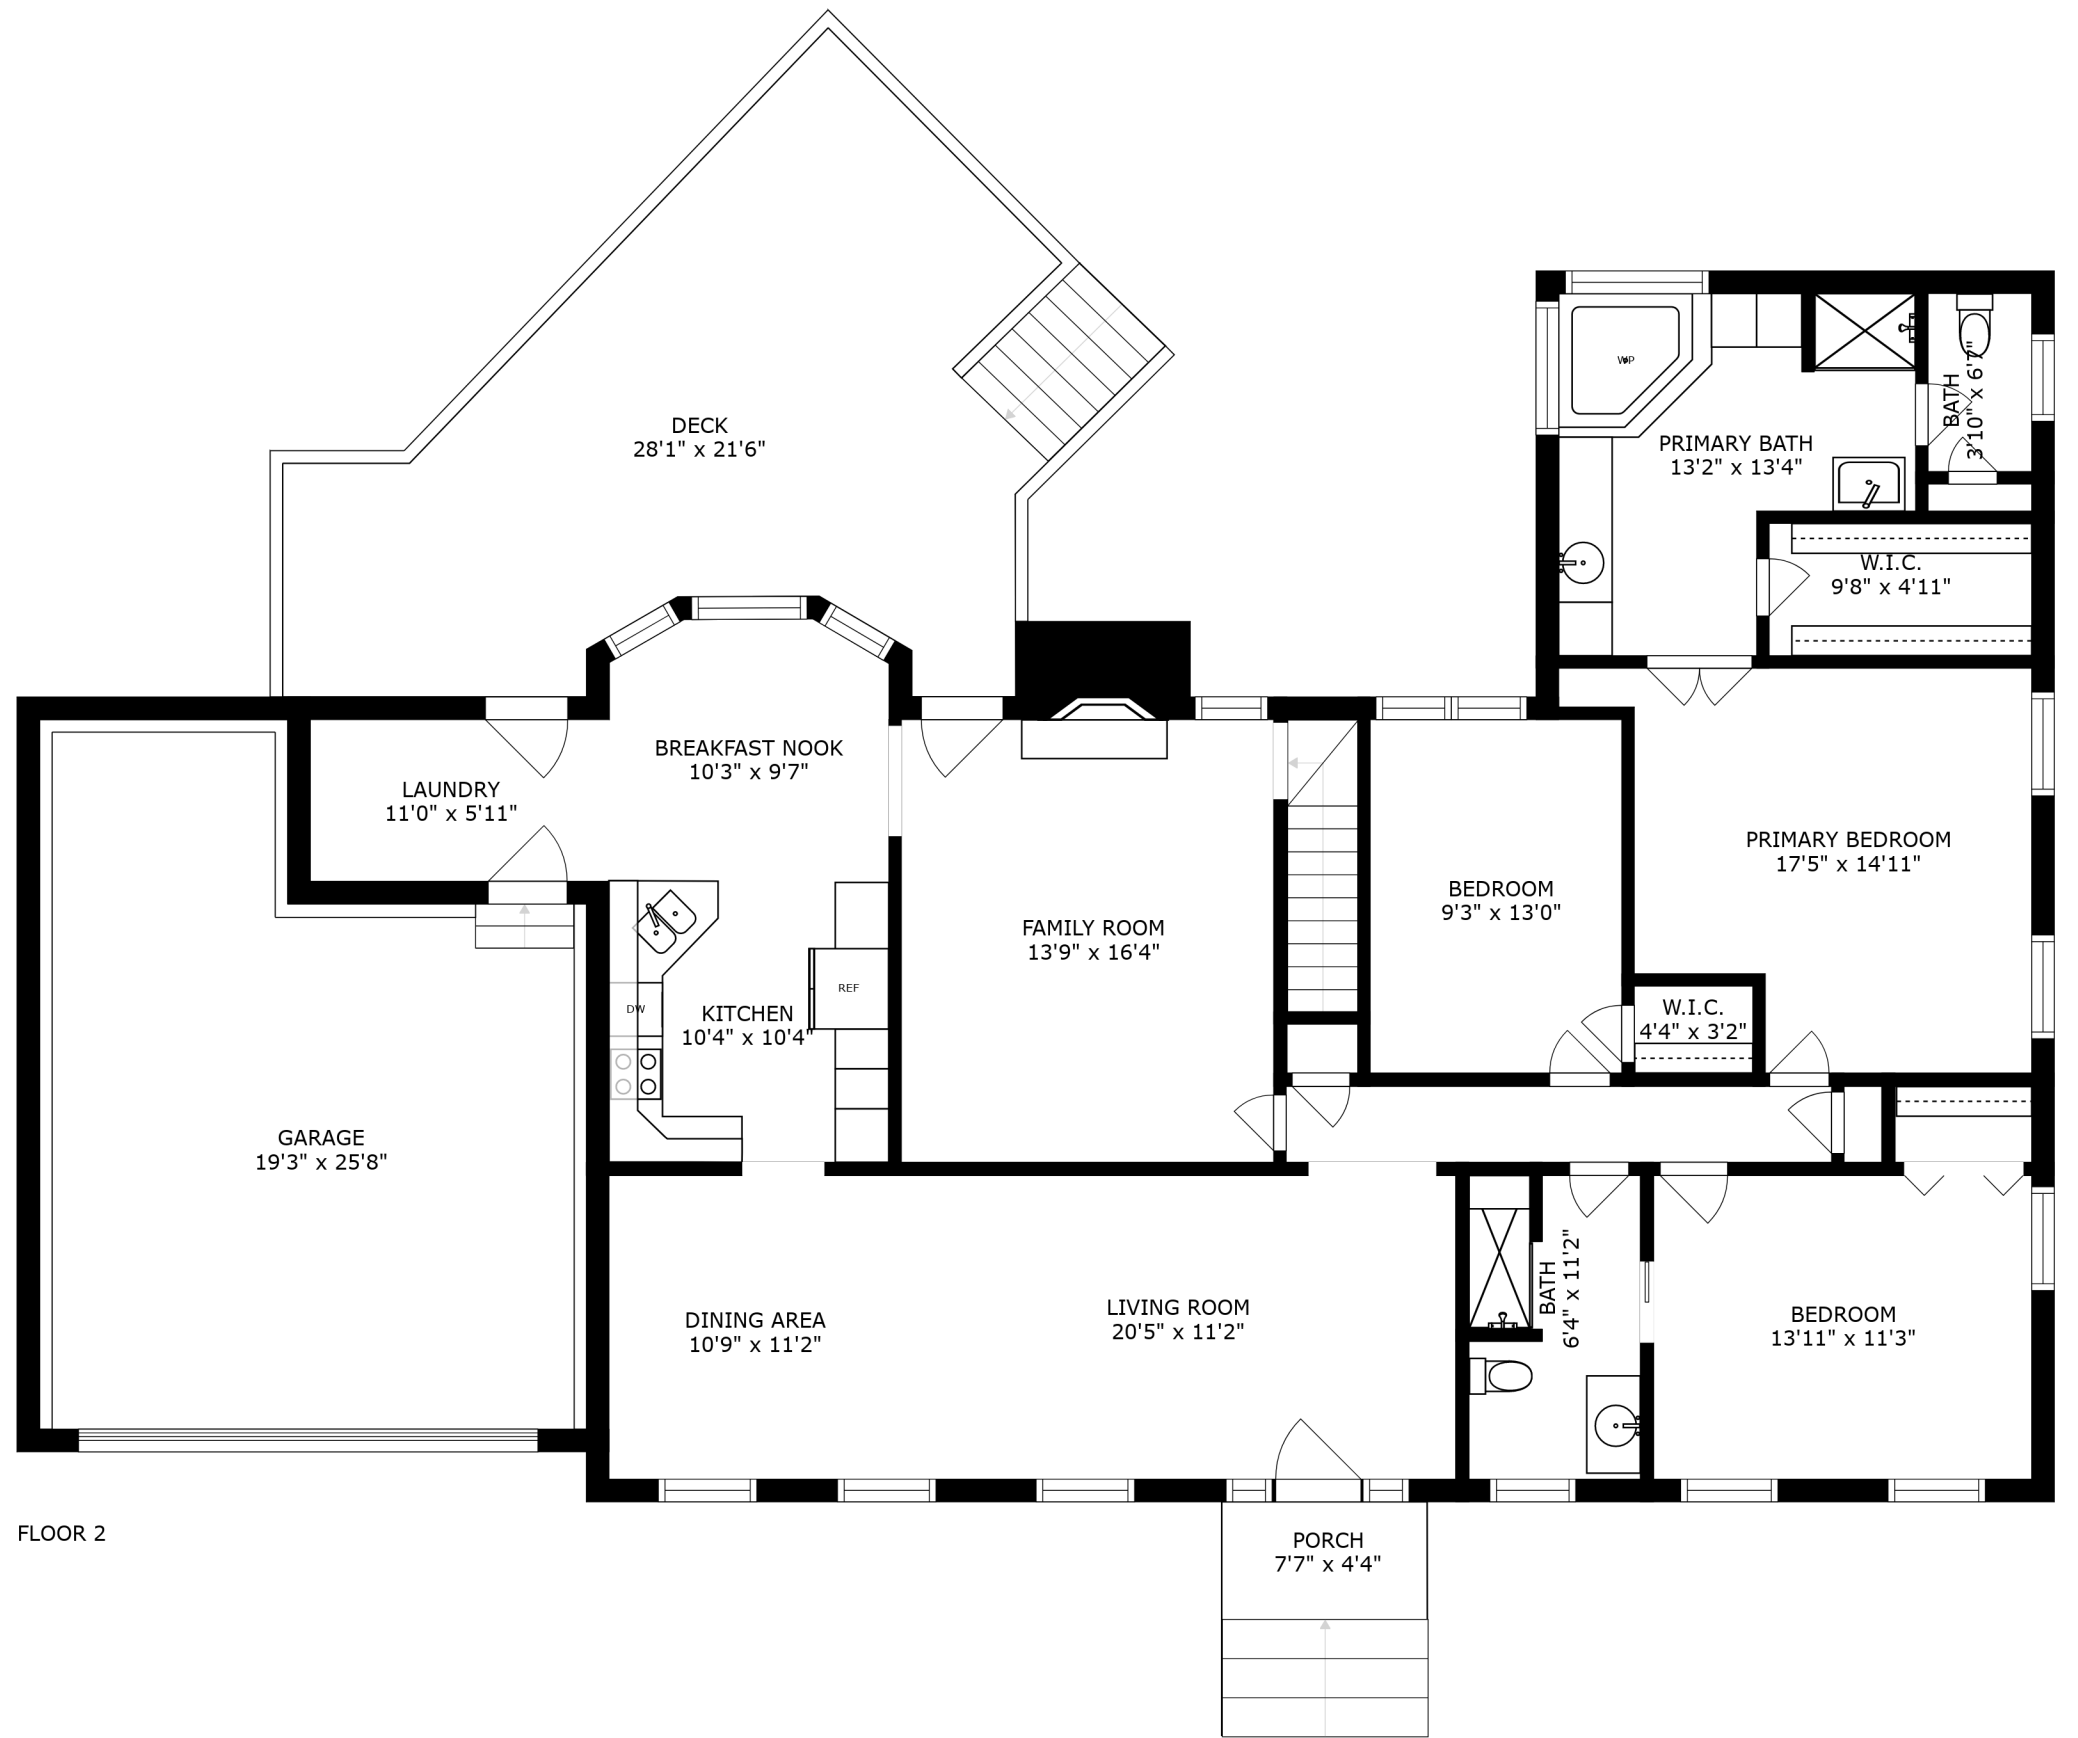 DECK
28'1" x 21'6"
WP
PRIMARY BATH
13'2" x 13'4"
BATH
3'10" x 6'7"
W.I.C.
9'8" x 4'11"
BREAKFAST NOOK
10'3" x 9'7"
LAUNDRY
11'0" x 5'11"
FAMILY ROOM
13'9" x 16'4"
BEDROOM
9'3" x 13'0"
PRIMARY BEDROOM
17'5" x 14'11"
W.I.C.
4'4" x 3'2"
REF
DW
KITCHEN
10'4" x 10'4"
GARAGE
19'3" x 25'8"
DINING AREA
10'9" x 11'2"
LIVING ROOM
20'5" x 11'2"
BATH
6'4" x 11'2"
BEDROOM
13'11" x 11'3"
FLOOR 2
PORCH
7'7" x 4'4"